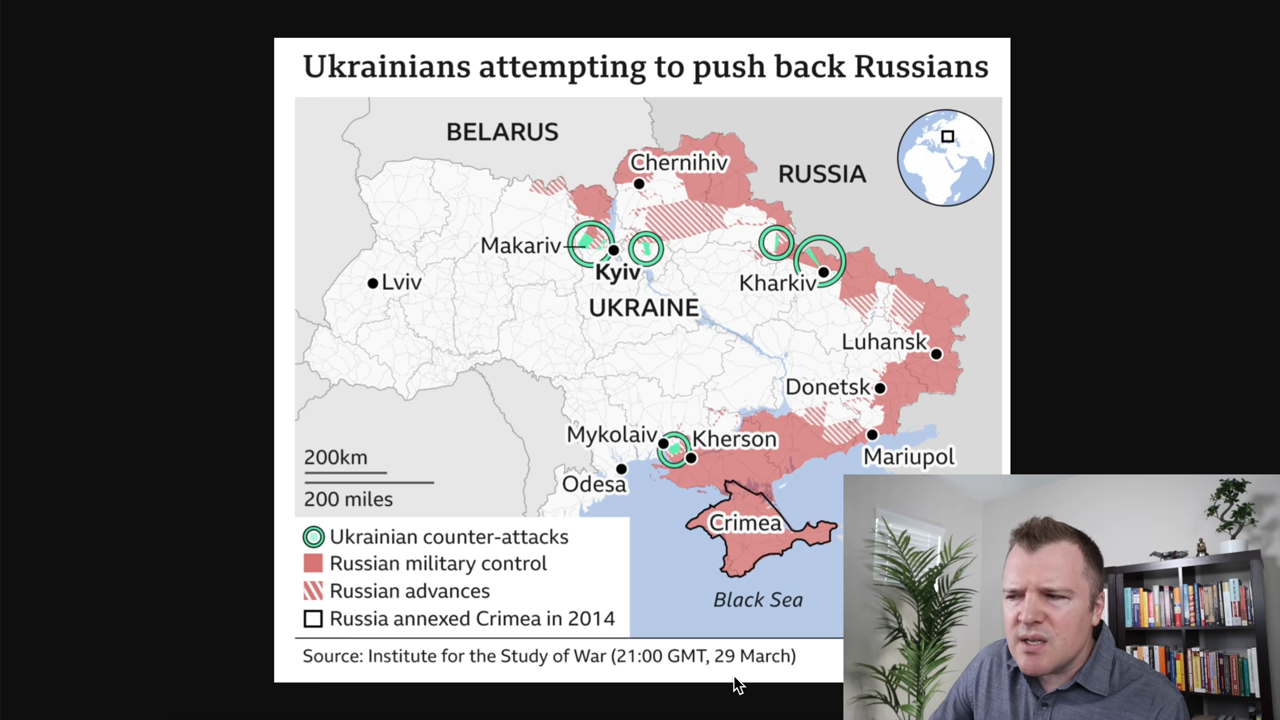 Ukrainians attempting to push back Russians
BELARUS
Chernihiv
RUSSIA
Makariv
Kyiv
Lviv
Kharkiv
UKRAINE
Luhansk
Donetsk
Mykolaiv
Kherson
Mariupol
200km
Odesa
200 miles
Crimea
Ukrainian counter-attacks
Russian military control
Russian advances
Black Sea
Russia annexed Crimea in 2014
Source: Institute for the Study of War (21:00 GMT, 29 March)